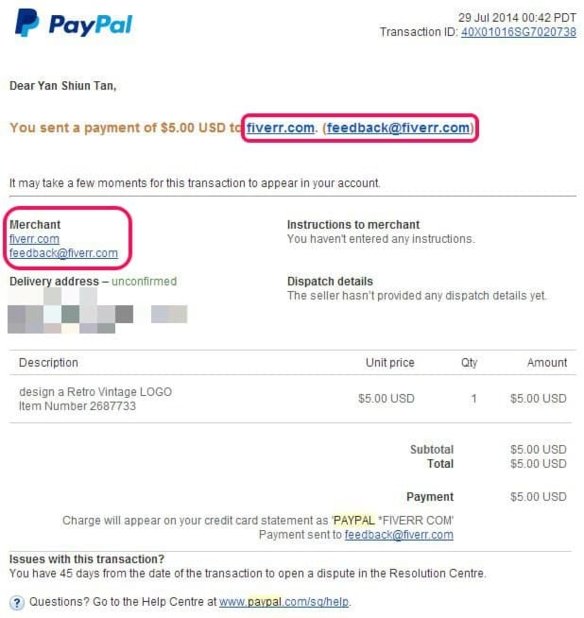 PayPal
29 Jul 2014 00:42 PDT
Transaction ID: 40X01016SG7020738
Dear Yan Shiun Tan,
You sent a payment of $5.00 USD to fiverr.com. (feedback@fiverr.com)
It may take a few moments for this transaction to appear in your account.
Merchant
fiverr.com
feedback@fiverr.com
Instructions to merchant
You haven't entered any instructions.
Delivery address – unconfirmed
Dispatch details
The seller hasn't provided any dispatch details yet.
Description Unit price Qty Amount
design a Retro Vintage LOGO
Item Number 2687733
$5.00 USD 1 $5.00 USD
Subtotal $5.00 USD
Total $5.00 USD
Payment $5.00 USD
Charge will appear on your credit card statement as 'PAYPAL *FIVERR COM'
Payment sent to feedback@fiverr.com
Issues with this transaction?
You have 45 days from the date of the transaction to open a dispute in the Resolution Centre.
? Questions? Go to the Help Centre at www.paypal.com/sg/help.